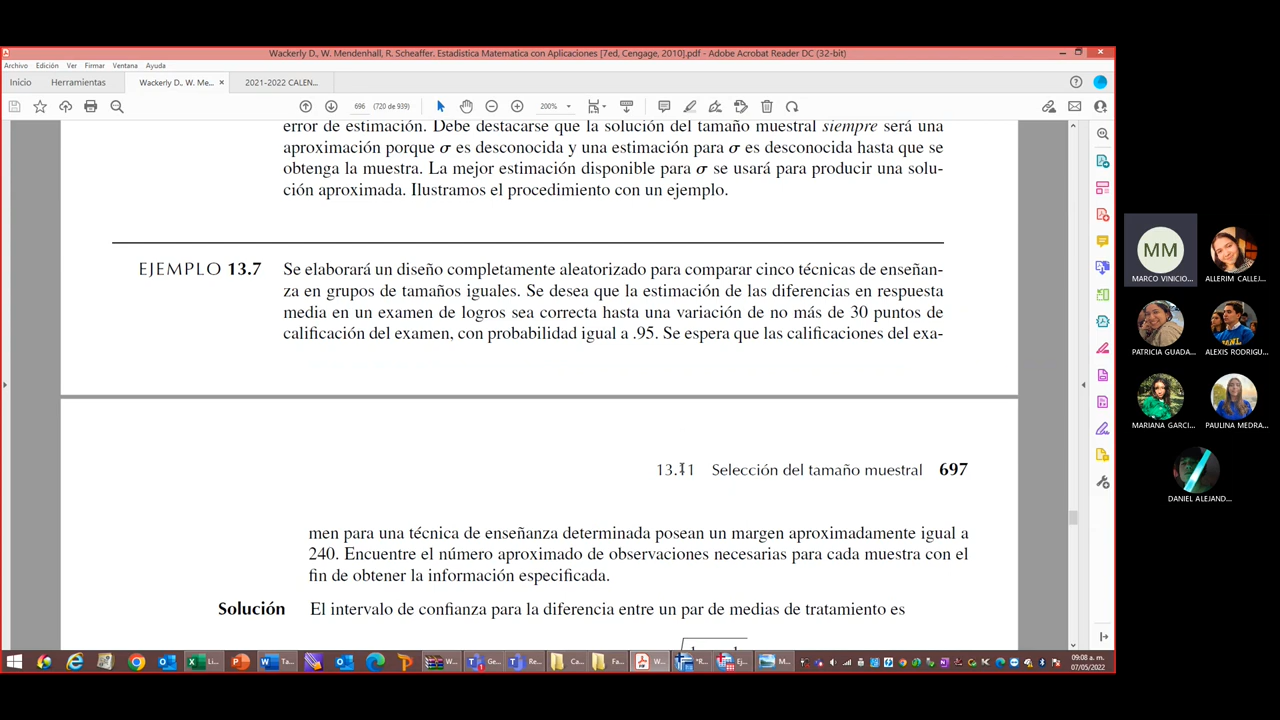 Wackerly D., W. Mendenhall, R. Scheaffer. Estadística Matematica con Aplicaciones [7ed, Cengage, 2010].pdf - Adobe Acrobat Reader DC (32-bit)
Archivo Edición Ver Firmar Ventana Ayuda
Inicio Herramientas Wackerly D., W. Me... × 2021-2022 CALEN...
696 (720 de 939) 200%
error de estimación. Debe destacarse que la solución del tamaño muestral siempre será una
aproximación porque σ es desconocida y una estimación para σ es desconocida hasta que se
obtenga la muestra. La mejor estimación disponible para σ se usará para producir una solu-
ción aproximada. Ilustramos el procedimiento con un ejemplo.
EJEMPLO 13.7 Se elaborará un diseño completamente aleatorizado para comparar cinco técnicas de enseñan-
za en grupos de tamaños iguales. Se desea que la estimación de las diferencias en respuesta
media en un examen de logros sea correcta hasta una variación de no más de 30 puntos de
calificación del examen, con probabilidad igual a .95. Se espera que las calificaciones del exa-
13.11 Selección del tamaño muestral 697
men para una técnica de enseñanza determinada posean un margen aproximadamente igual a
240. Encuentre el número aproximado de observaciones necesarias para cada muestra con el
fin de obtener la información especificada.
Solución El intervalo de confianza para la diferencia entre un par de medias de tratamiento es
MM
MARCO VINICIO... ALLERIM CALLEJ...
PATRICIA GUADA... ALEXIS RODRIGU...
MARIANA GARCI... PAULINA MEDRA...
DANIEL ALEJAND...
Li... Ta... W... Ge... Re... Ca... Fa... W... "R... Ej... M...
09:08 a. m.
07/05/2022